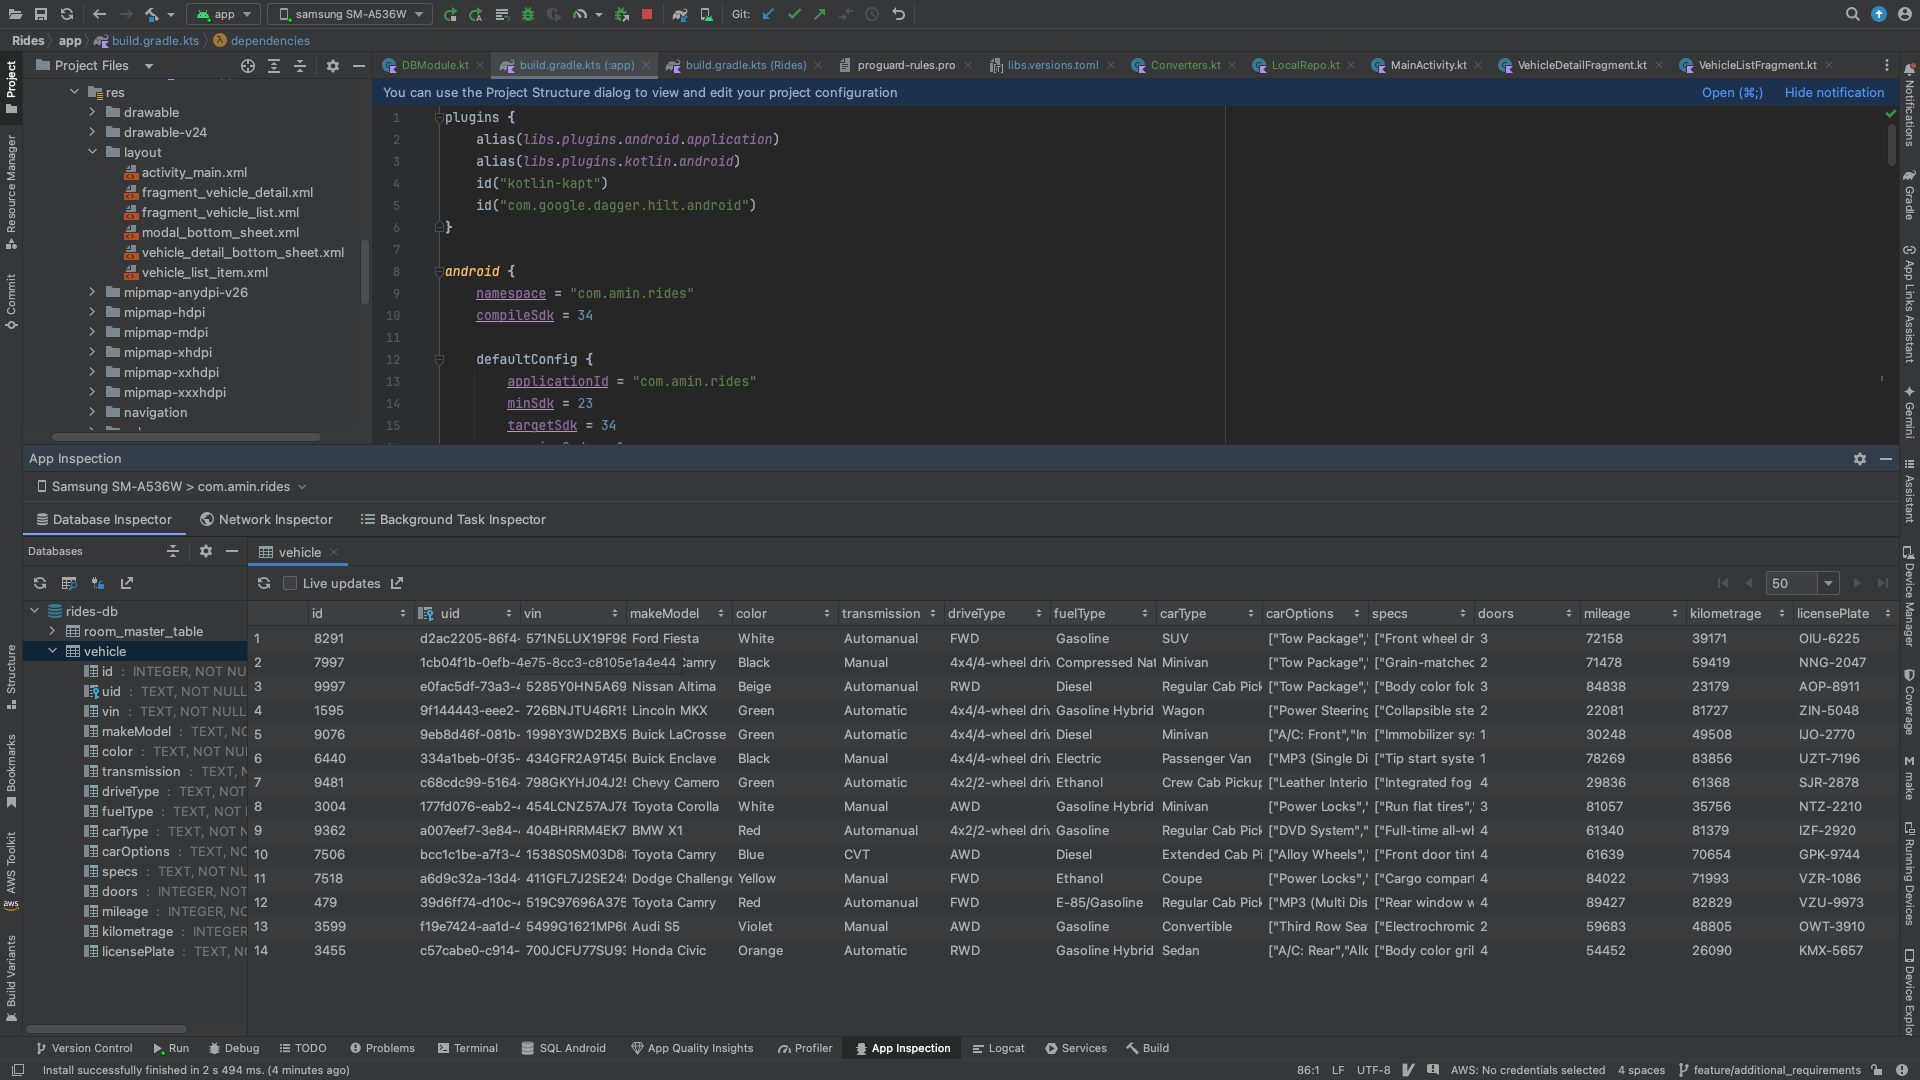 app
samsung SM-A536W
Git:
Rides
app
build.gradle.kts
dependencies
Project
Resource Manager
Commit
Structure
Bookmarks
AWS Toolkit
aws
Build Variants
Project Files
res
drawable
drawable-v24
layout
activity_main.xml
fragment_vehicle_detail.xml
fragment_vehicle_list.xml
modal_bottom_sheet.xml
vehicle_detail_bottom_sheet.xml
vehicle_list_item.xml
mipmap-anydpi-v26
mipmap-hdpi
mipmap-mdpi
mipmap-xhdpi
mipmap-xxhdpi
mipmap-xxxhdpi
navigation
DBModule.kt
build.gradle.kts (:app)
build.gradle.kts (Rides)
proguard-rules.pro
libs.versions.toml
Converters.kt
LocalRepo.kt
MainActivity.kt
VehicleDetailFragment.kt
VehicleListFragment.kt
You can use the Project Structure dialog to view and edit your project configuration
Open (⌘;)
Hide notification
1 plugins {
2 alias(libs.plugins.android.application)
3 alias(libs.plugins.kotlin.android)
4 id("kotlin-kapt")
5 id("com.google.dagger.hilt.android")
6 }
7
8 android {
9 namespace = "com.amin.rides"
10 compileSdk = 34
11
12 defaultConfig {
13 applicationId = "com.amin.rides"
14 minSdk = 23
15 targetSdk = 34
Notifications
Gradle
App Links Assistant
Gemini
Assistant
Device Manager
Coverage
make
Running Devices
Device Explor
App Inspection
Samsung SM-A536W > com.amin.rides
Database Inspector
Network Inspector
Background Task Inspector
Databases
rides-db
room_master_table
vehicle
id : INTEGER, NOT NU
uid : TEXT, NOT NULL
vin : TEXT, NOT NULL
makeModel : TEXT, NO
color : TEXT, NOT NU
transmission : TEXT, N
driveType : TEXT, NOT
fuelType : TEXT, NOT
carType : TEXT, NOT N
carOptions : TEXT, NO
specs : TEXT, NOT NU
doors : INTEGER, NOT
mileage : INTEGER, NO
kilometrage : INTEGER
licensePlate : TEXT, NO
vehicle
Live updates
50
id uid vin makeModel color transmission driveType fuelType carType carOptions specs doors mileage kilometrage licensePlate
1 8291 d2ac2205-86f4- 571N5LUX19F98 Ford Fiesta White Automanual FWD Gasoline SUV ["Tow Package"," ["Front wheel dr 3 72158 39171 OIU-6225
2 7997 1cb04f1b-0efb-4e75-8cc3-c8105e1a4e44 Camry Black Manual 4x4/4-wheel driv Compressed Nat Minivan ["Tow Package"," ["Grain-matched 2 71478 59419 NNG-2047
3 9997 e0fac5df-73a3-4 5285Y0HN5A69 Nissan Altima Beige Automanual RWD Diesel Regular Cab Pick ["Tow Package"," ["Body color fold 3 84838 23179 AOP-8911
4 1595 9f144443-eee2- 726BNJTU46R15 Lincoln MKX Green Automatic 4x4/4-wheel driv Gasoline Hybrid Wagon ["Power Steering ["Collapsible ste 2 22081 81727 ZIN-5048
5 9076 9eb8d46f-081b- 1998Y3WD2BX5 Buick LaCrosse Green Automatic 4x4/4-wheel driv Diesel Minivan ["A/C: Front","In ["Immobilizer sy 1 30248 49508 IJO-2770
6 6440 334a1beb-0f35- 434GFR2A9T450 Buick Enclave Black Manual 4x4/4-wheel driv Electric Passenger Van ["MP3 (Single Di ["Tip start syste 1 78269 83856 UZT-7196
7 9481 c68cdc99-5164- 798GKYHJ04J25 Chevy Camero Green Automatic 4x2/2-wheel driv Ethanol Crew Cab Pickup ["Leather Interio ["Integrated fog 4 29836 61368 SJR-2878
8 3004 177fd076-eab2-4 454LCNZ57AJ78 Toyota Corolla White Manual AWD Gasoline Hybrid Minivan ["Power Locks"," ["Run flat tires", 3 81057 35756 NTZ-2210
9 9362 a007eef7-3e84- 404BHRRM4EK7 BMW X1 Red Automanual 4x2/2-wheel driv Gasoline Regular Cab Pick ["DVD System"," ["Full-time all-wh 4 61340 81379 IZF-2920
10 7506 bcc1c1be-a7f3-4 1538S0SM03D88 Toyota Camry Blue CVT AWD Diesel Extended Cab Pi ["Alloy Wheels"," ["Front door tint 4 61639 70654 GPK-9744
11 7518 a6d9c32a-13d4- 411GFL7J2SE249 Dodge Challenge Yellow Manual FWD Ethanol Coupe ["Power Locks"," ["Cargo compart 4 84022 71993 VZR-1086
12 479 39d6ff74-d10c-4 519C97696A375 Toyota Camry Red Automanual FWD E-85/Gasoline Regular Cab Pick ["MP3 (Multi Dis ["Rear window w 4 89427 82829 VZU-9973
13 3599 f19e7424-aa1d-4 5499G1621MP60 Audi S5 Violet Manual AWD Gasoline Convertible ["Third Row Sea ["Electrochromic 2 59683 48805 OWT-3910
14 3455 c57cabe0-c914- 700JCFU77SU93 Honda Civic Orange Automatic RWD Gasoline Hybrid Sedan ["A/C: Rear","Allo ["Body color gril 4 54452 26090 KMX-5657
Version Control
Run
Debug
TODO
Problems
Terminal
SQL Android
App Quality Insights
Profiler
App Inspection
Logcat
Services
Build
Install successfully finished in 2 s 494 ms. (4 minutes ago)
86:1
LF
UTF-8
AWS: No credentials selected
4 spaces
feature/additional_requirements